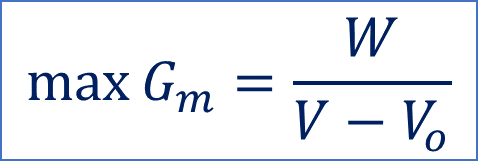 max G_m = W / (V − V_o)